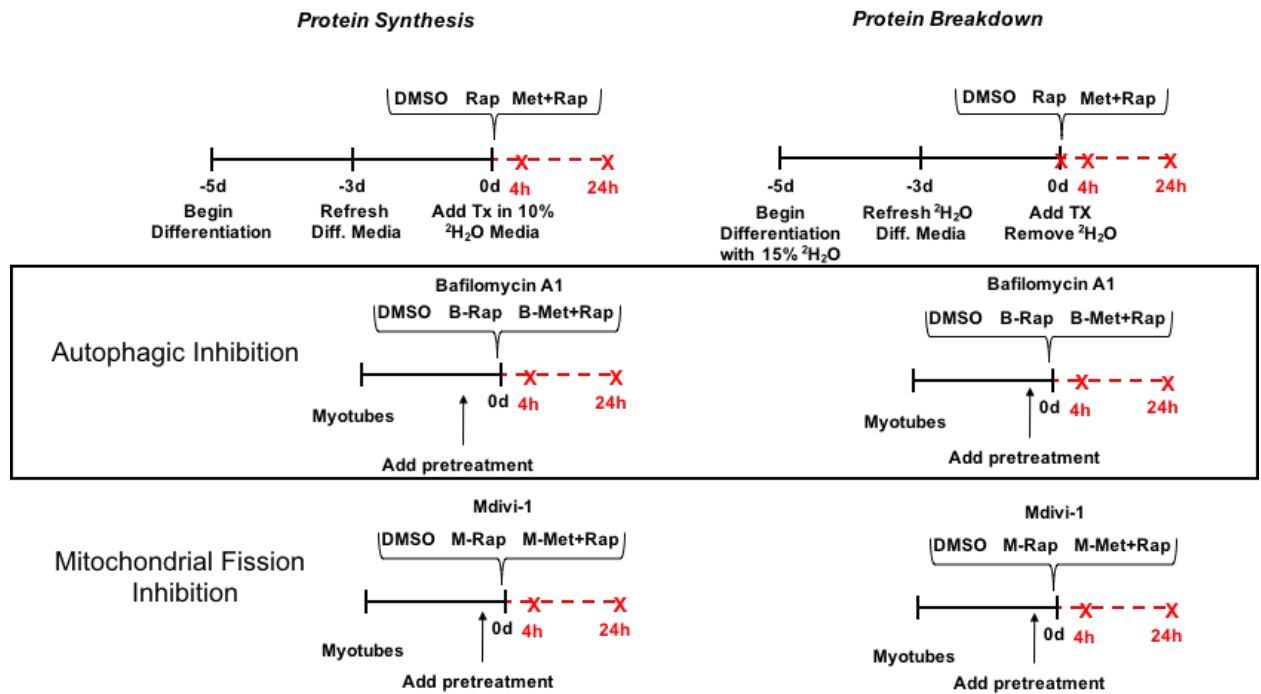 Protein Synthesis
Protein Breakdown
DMSO Rap Met+Rap
X X
-5d -3d 0d 4h 24h
Begin Differentiation
Refresh Diff. Media
Add Tx in 10% ²H₂O Media
DMSO Rap Met+Rap
X X X
-5d -3d 0d 4h 24h
Begin Differentiation with 15% ²H₂O
Refresh ²H₂O Diff. Media
Add TX Remove ²H₂O
Autophagic Inhibition
Bafilomycin A1
DMSO B-Rap B-Met+Rap
X X
0d 4h 24h
Myotubes
Add pretreatment
Bafilomycin A1
DMSO B-Rap B-Met+Rap
X X
0d 4h 24h
Myotubes
Add pretreatment
Mitochondrial Fission
Inhibition
Mdivi-1
DMSO M-Rap M-Met+Rap
X X
0d 4h 24h
Myotubes
Add pretreatment
Mdivi-1
DMSO M-Rap M-Met+Rap
X X
0d 4h 24h
Myotubes
Add pretreatment